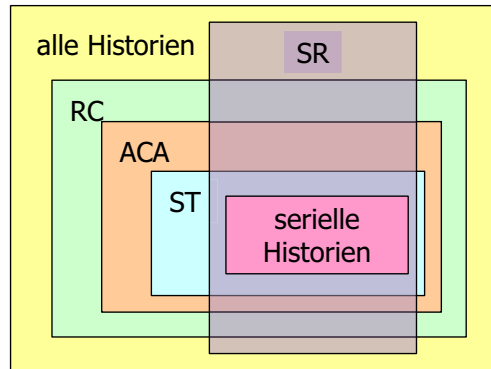 alle Historien
SR
RC
ACA
ST
serielle
Historien